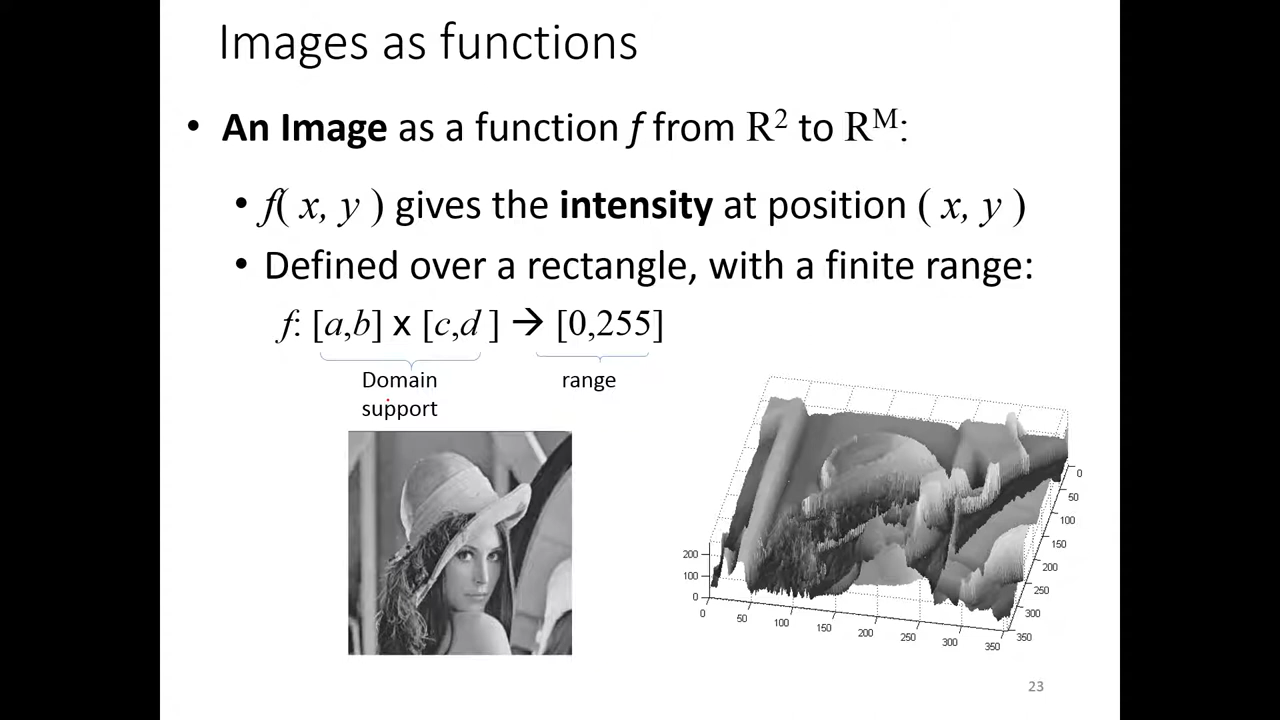 Images as functions
• An Image as a function f from R² to Rᴹ:
• f( x, y ) gives the intensity at position ( x, y )
• Defined over a rectangle, with a finite range:
f: [a,b] x [c,d ] → [0,255]
Domain support
range
200
100
0
0
50
100
150
200
250
300
350
0
50
100
150
200
250
300
350
23